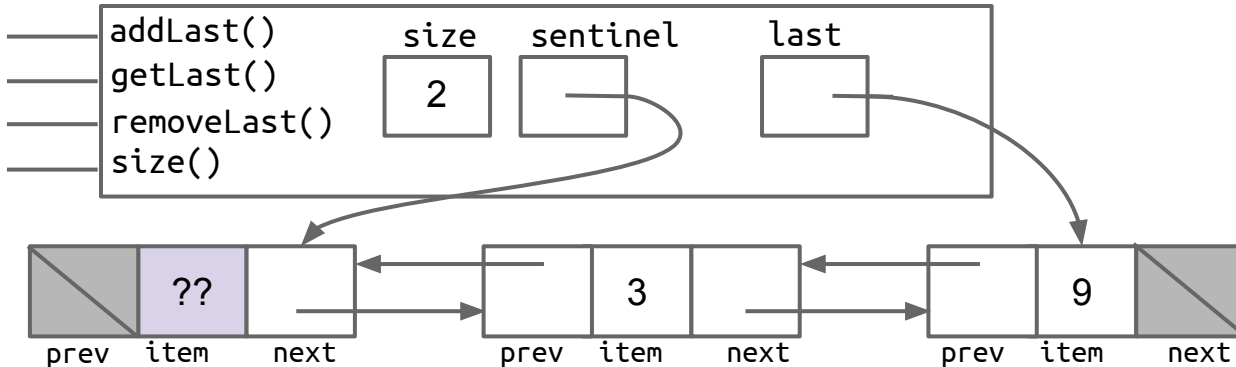 addLast()
size sentinel last
getLast()
2
removeLast()
size()
?? 3 9
prev item next prev item next prev item next